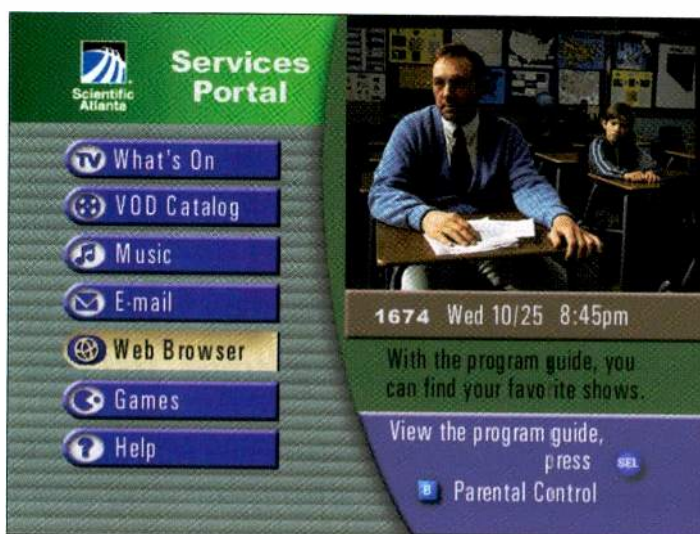 Scientific
Atlanta
Services
Portal
TV What's On
VOD Catalog
Music
E-mail
Web Browser
Games
? Help
1674 Wed 10/25 8:45pm
With the program guide, you
can find your favorite shows.
View the program guide,
press SEL
B Parental Control